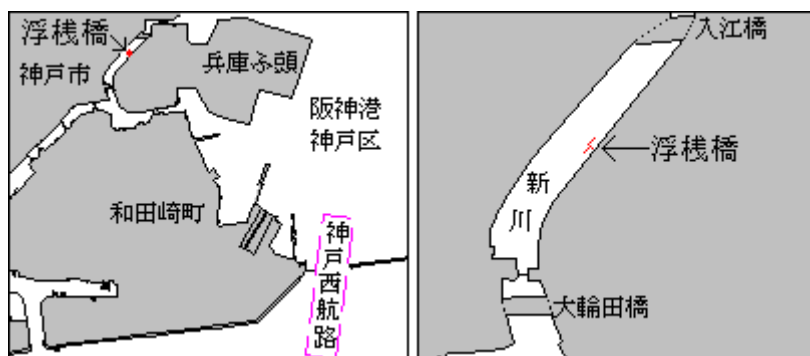 浮桟橋
神戸市
兵庫ふ頭
阪神港
神戸区
和田崎町
神戸西航路
入江橋
浮桟橋
新川
大輪田橋